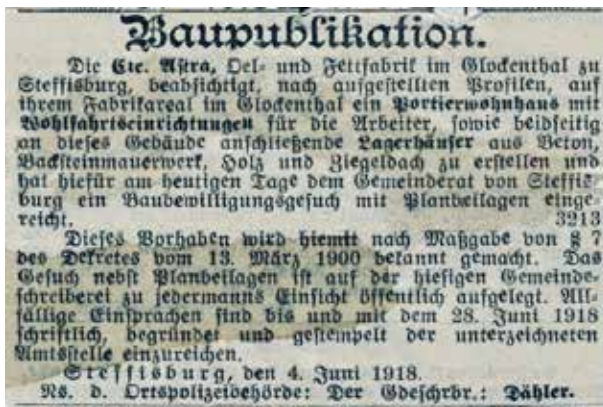 Baupublikation.
Die Cie. Astra, Oel- und Fettfabrik im Glockenthal zu
Steffisburg, beabsichtigt, nach aufgestellten Profilen, auf
ihrem Fabrikareal im Glockenthal ein Portierwohnhaus mit
Wohlfahrtseinrichtnngen für die Arbeiter, sowie beidseitig
an dieses Gebäude anschließende Lagerhäuser aus Beton,
Backsteinmauerwerk, Holz und Ziegeldach zu erstellen und
hat hiefür am heutigen Tage dem Gemeinderat von Steffis-
burg ein Baubewilligungsgesuch mit Planbeilagen einge-
reicht. 3213
Dieses Vorhaben wird hiemit nach Maßgabe von § 7
des Dekretes vom 13. März 1900 bekannt gemacht. Das
Gesuch nebst Planbeilagen ist auf der hiesigen Gemeinde-
schreiberei zu jedermanns Einsicht öffentlich aufgelegt. All-
fällige Einsprachen sind bis und mit dem 28. Juni 1918
schriftlich, begründet und gestempelt der unterzeichneten
Amtsstelle einzureichen.
Steffisburg, den 4. Juni 1918.
Ns. d. Ortspolizeibehörde: Der Gdeschrbr.: Dähler.